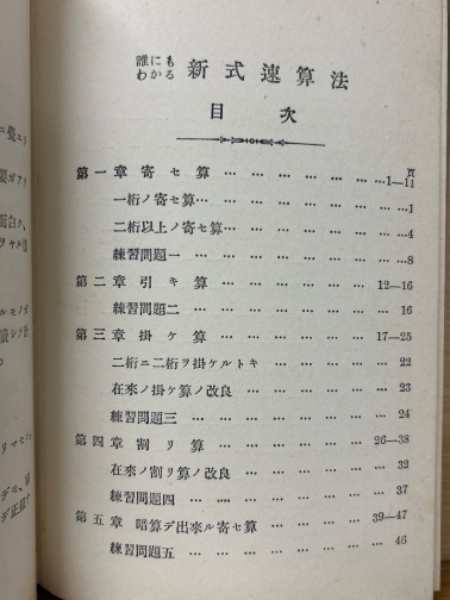 誰にも
わかる 新式速算法
目次
頁
第一章 寄セ算 … … … … … … 1—11
一桁ノ寄セ算… … … … … … … 1
二桁以上ノ寄セ算… … … … … … 4
練習問題一 … … … … … … … 8
第二章 引キ算 … … … … … … 12—16
練習問題二 … … … … … … … 16
第三章 掛ケ算 … … … … … … 17—25
二桁ニ二桁ヲ掛ケルトキ … … … … 22
在來ノ掛ケ算ノ改良 … … … … … 23
練習問題三 … … … … … … … 24
第四章 割リ算 … … … … … … 26—38
在來ノ割リ算ノ改良 … … … … … 32
練習問題四 … … … … … … … 37
第五章 暗算デ出來ル寄セ算 … … … … 39—47
練習問題五 … … … … … … … 46